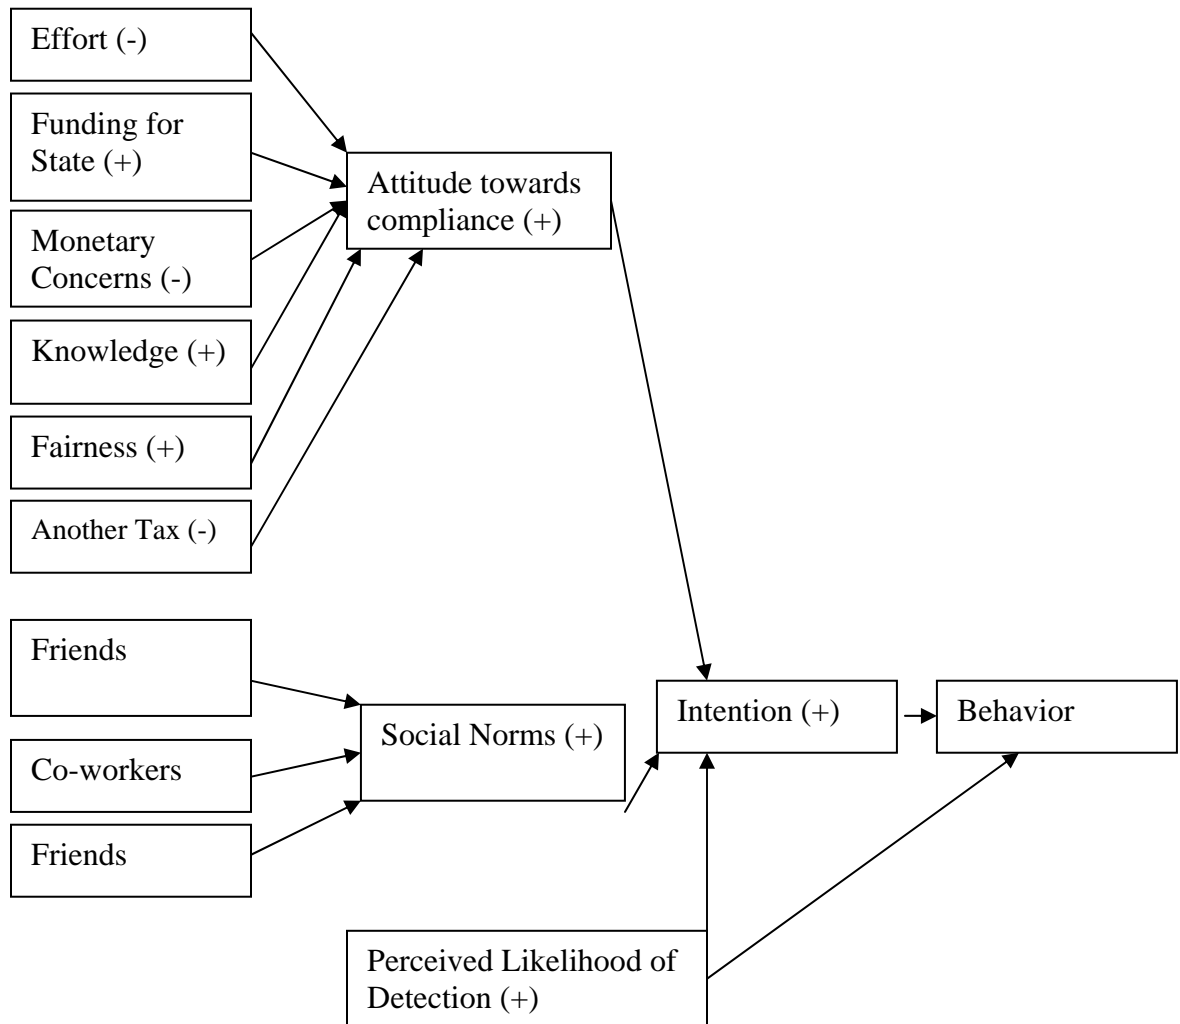 Effort (-)
Funding for
State (+)
Monetary
Concerns (-)
Knowledge (+)
Fairness (+)
Another Tax (-)
Attitude towards
compliance (+)
Friends
Co-workers
Friends
Social Norms (+)
Intention (+)
Behavior
Perceived Likelihood of
Detection (+)